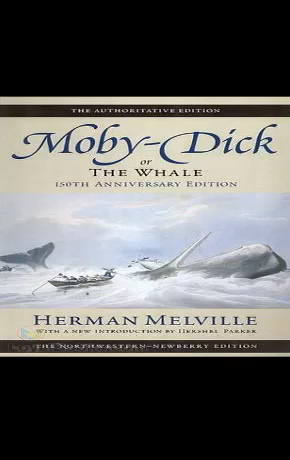 THE AUTHORITATIVE EDITION
Moby-Dick
or
THE WHALE
150TH ANNIVERSARY EDITION
HERMAN MELVILLE
WITH A NEW INTRODUCTION BY HERSHEL PARKER
THE NORTHWESTERN-NEWBERRY EDITION